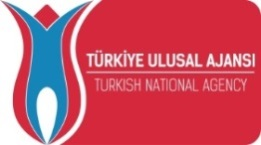 TÜRKİYE ULUSAL AJANSI
TURKISH NATIONAL AGENCY